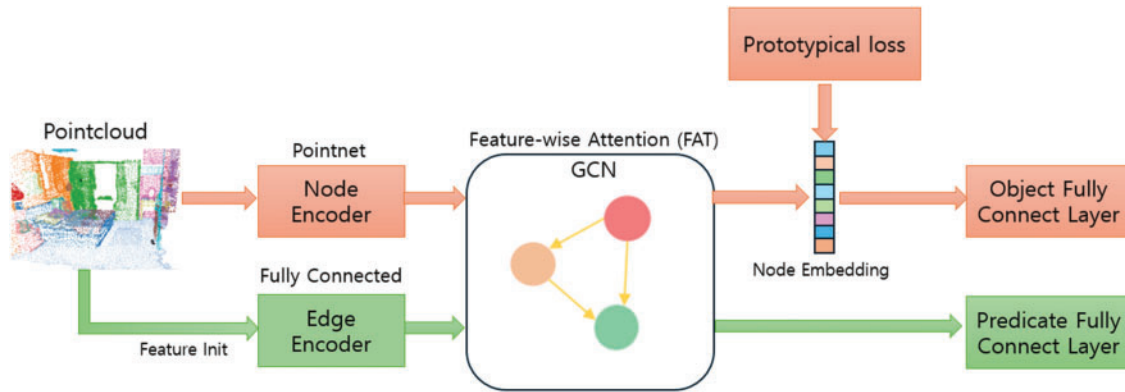 Prototypical loss
Pointcloud
Feature-wise Attention (FAT)
Pointnet
GCN
Node
Encoder
Object Fully
Connect Layer
Node Embedding
Fully Connected
Edge
Encoder
Predicate Fully
Connect Layer
Feature Init